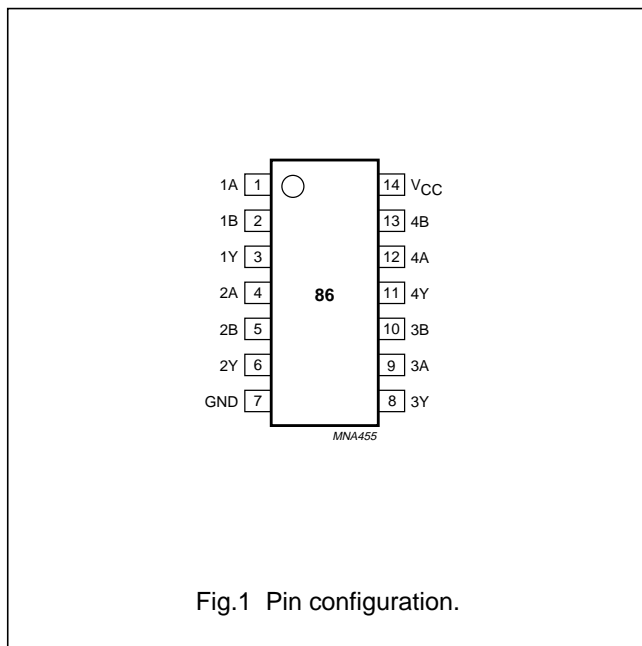 1A 1 14 VCC
1B 2 13 4B
1Y 3 12 4A
2A 4 11 4Y
86
2B 5 10 3B
2Y 6 9 3A
GND 7 8 3Y
MNA455
Fig.1 Pin configuration.